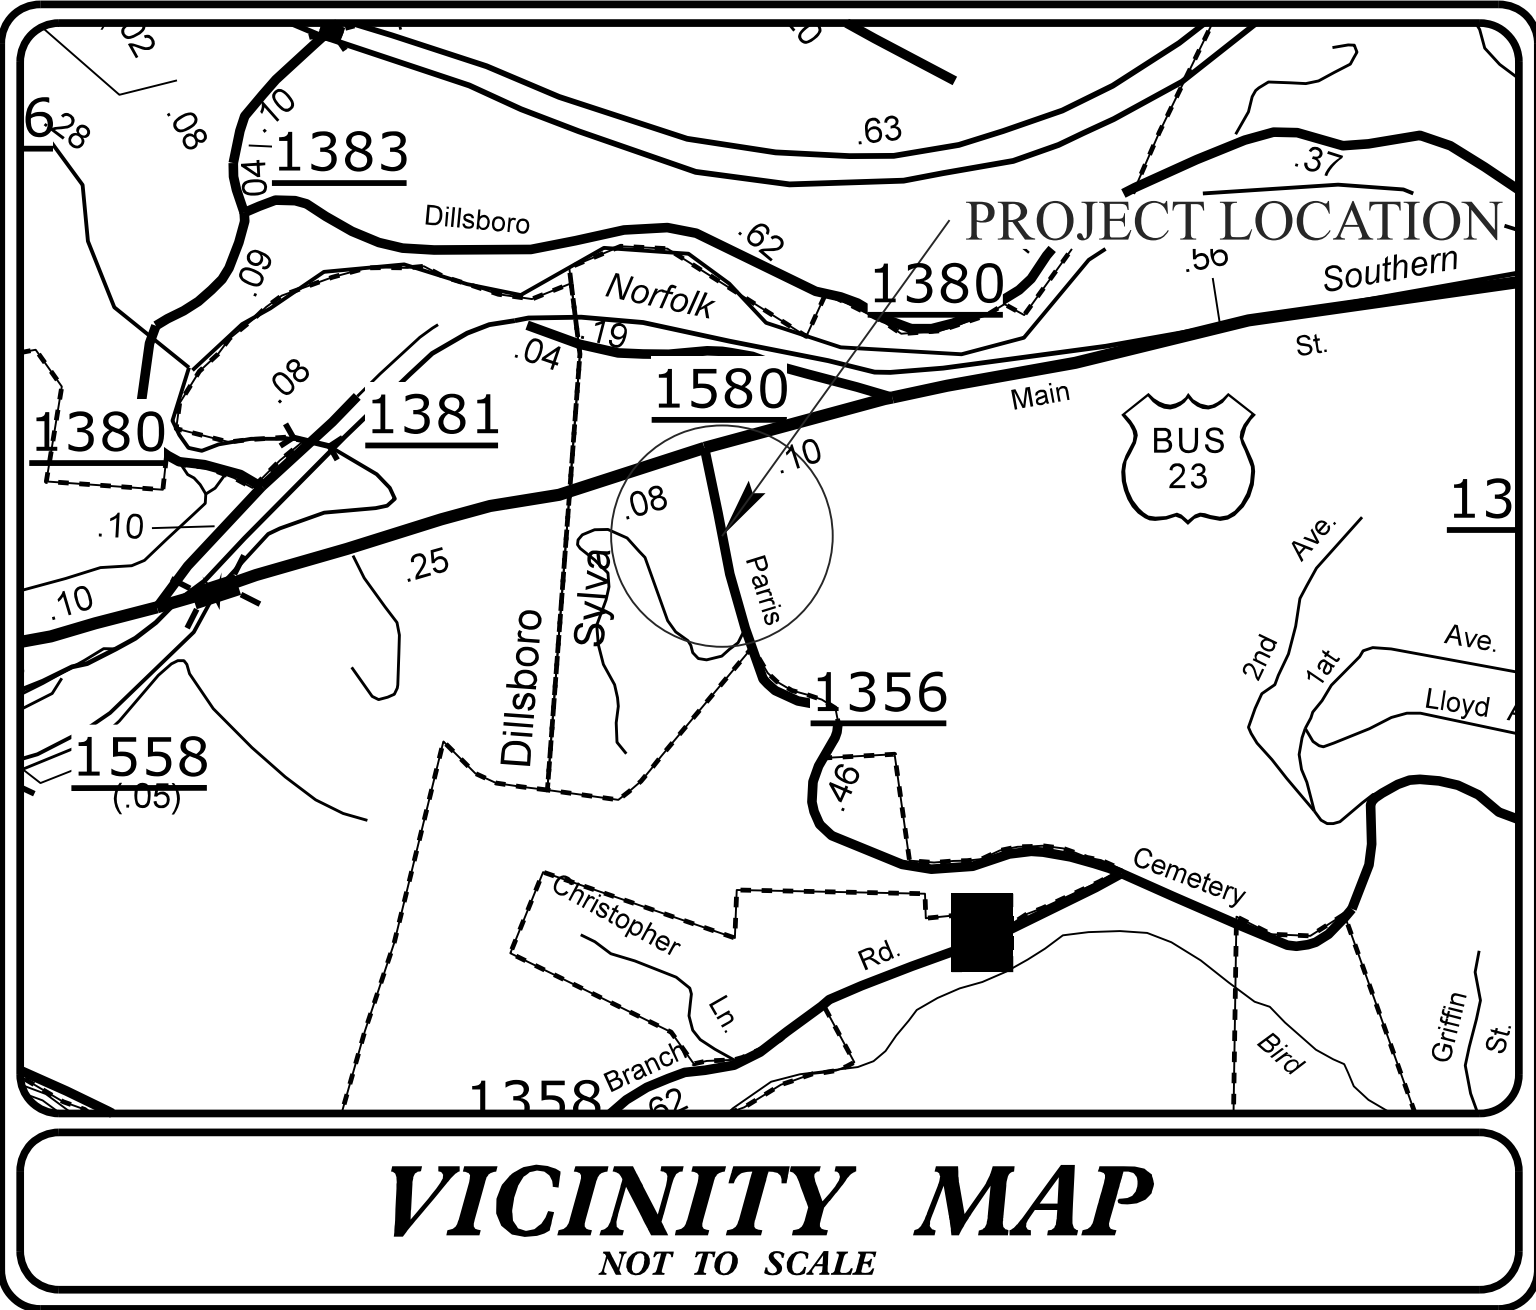 .02
.10
6
.28
.08
.10
1383
.04
.63
.37
Dillsboro
.62
PROJECT LOCATION
.09
1380
.56
Southern
Norfolk
.19
.04
St.
.08
1580
Main
1380
1381
BUS
23
.10
.08
.10
.25
13
Ave.
.10
Parris
Sylva
Dillsboro
2nd
1at
Ave.
Lloyd A
1356
1558
(.05)
.46
Cemetery
Christopher
Rd.
Ln.
Branch
Bird
Griffin
St.
1358
.62
VICINITY MAP
NOT TO SCALE